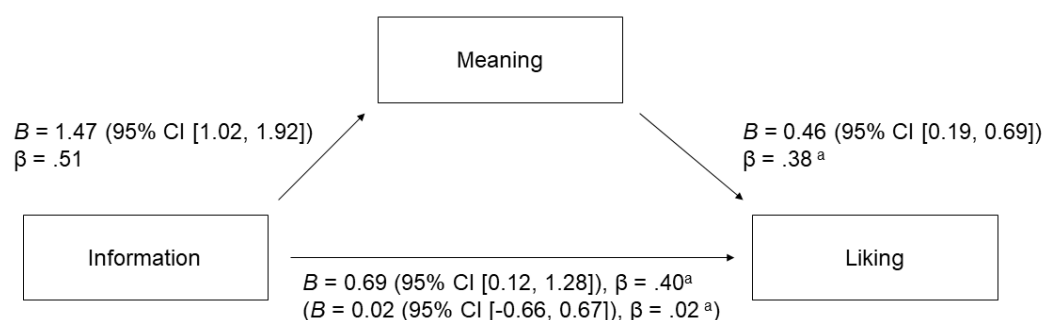 Meaning
B = 1.47 (95% CI [1.02, 1.92])
β = .51
B = 0.46 (95% CI [0.19, 0.69])
β = .38 ª
Information
Liking
B = 0.69 (95% CI [0.12, 1.28]), β = .40ª
(B = 0.02 (95% CI [-0.66, 0.67]), β = .02 ª)